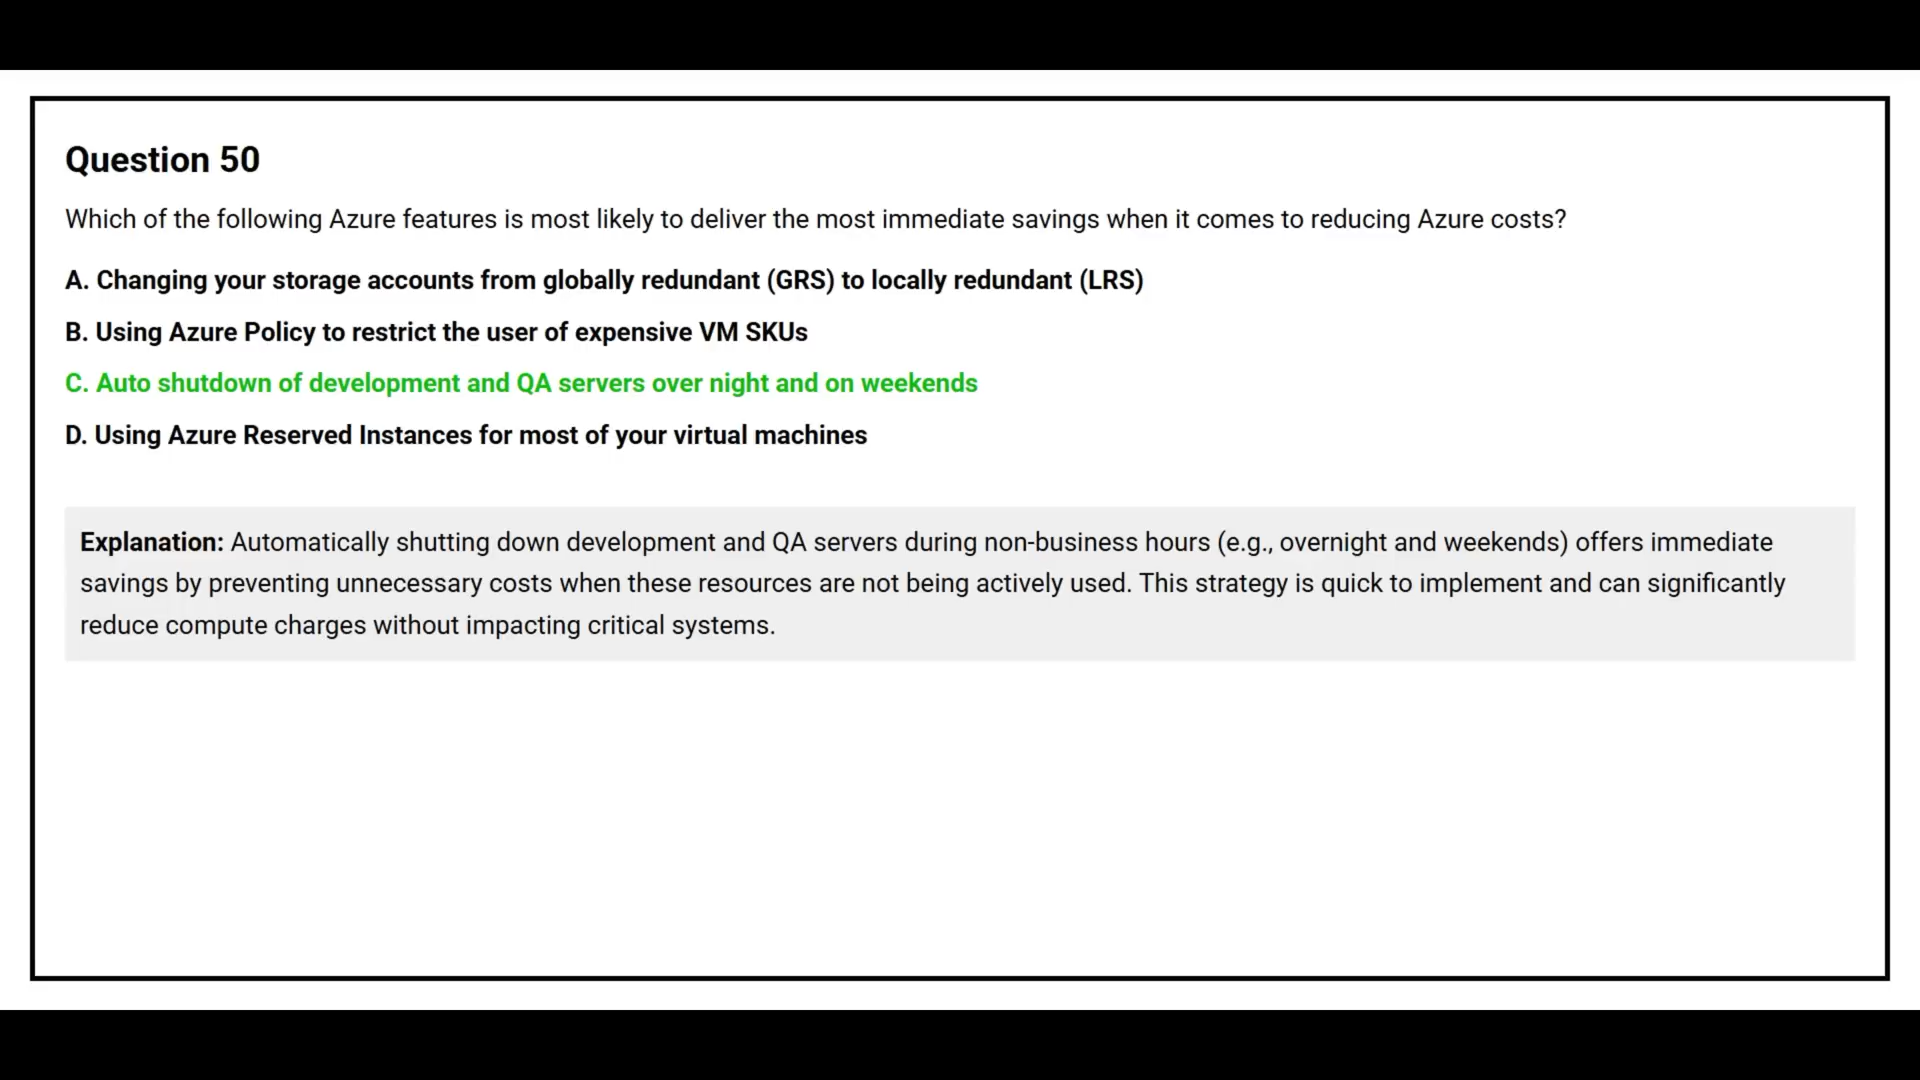 Question 50
Which of the following Azure features is most likely to deliver the most immediate savings when it comes to reducing Azure costs?
A. Changing your storage accounts from globally redundant (GRS) to locally redundant (LRS)
B. Using Azure Policy to restrict the user of expensive VM SKUs
C. Auto shutdown of development and QA servers over night and on weekends
D. Using Azure Reserved Instances for most of your virtual machines
Explanation: Automatically shutting down development and QA servers during non-business hours (e.g., overnight and weekends) offers immediate
savings by preventing unnecessary costs when these resources are not being actively used. This strategy is quick to implement and can significantly
reduce compute charges without impacting critical systems.